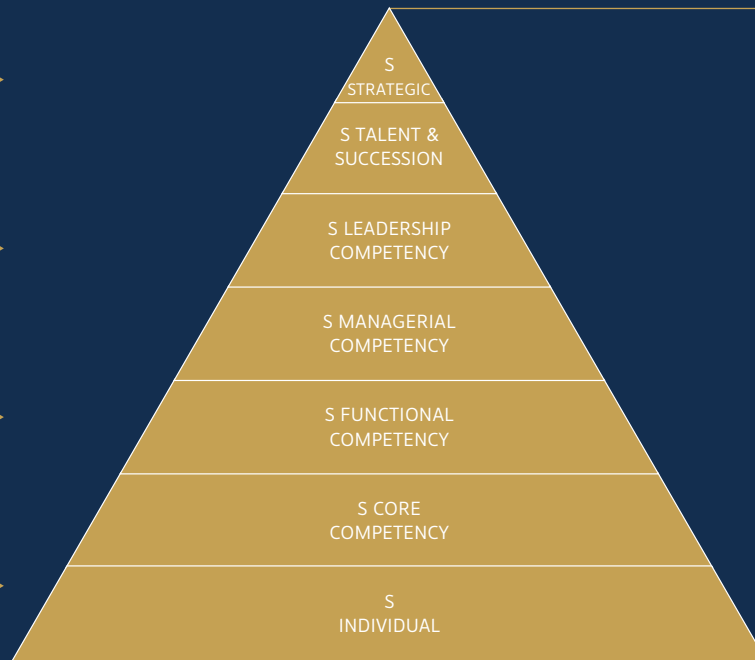 S
STRATEGIC
S TALENT &
SUCCESSION
S LEADERSHIP
COMPETENCY
S MANAGERIAL
COMPETENCY
S FUNCTIONAL
COMPETENCY
S CORE
COMPETENCY
S
INDIVIDUAL